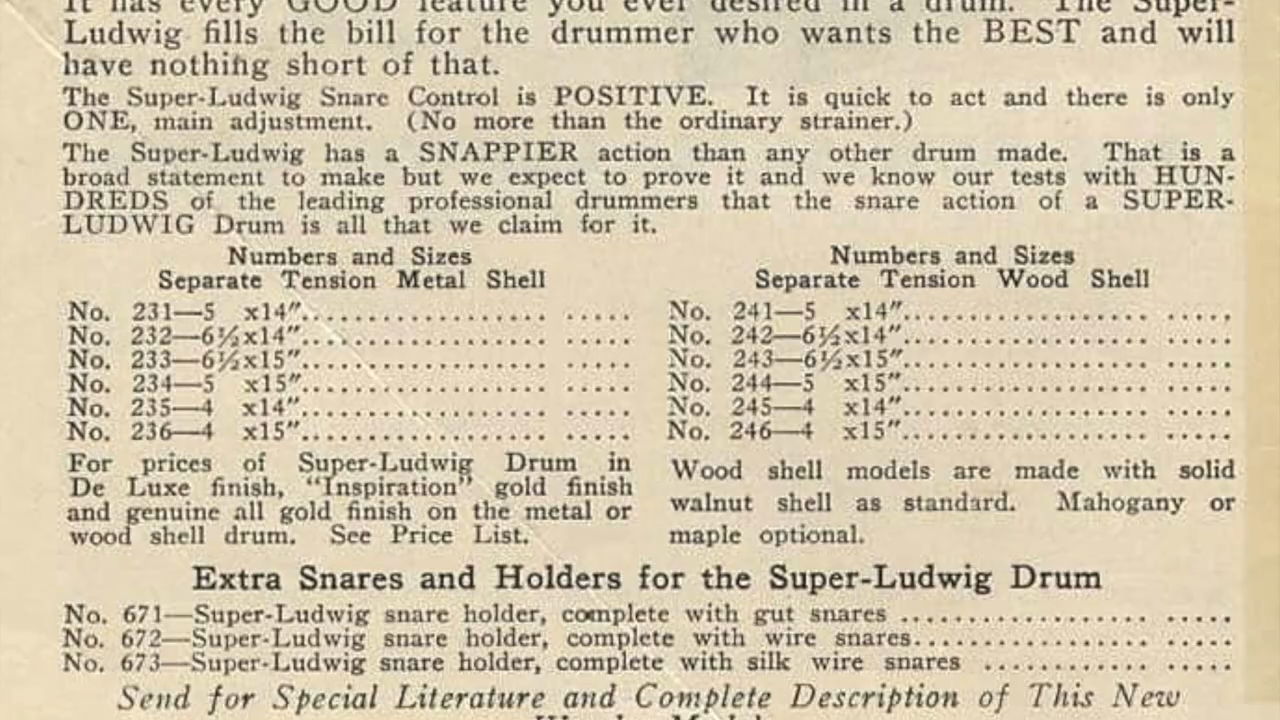 It has every GOOD feature you ever desired in a drum. The Super-
Ludwig fills the bill for the drummer who wants the BEST and will
have nothing short of that.
The Super-Ludwig Snare Control is POSITIVE. It is quick to act and there is only
ONE, main adjustment. (No more than the ordinary strainer.)
The Super-Ludwig has a SNAPPIER action than any other drum made. That is a
broad statement to make but we expect to prove it and we know our tests with HUN-
DREDS of the leading professional drummers that the snare action of a SUPER-
LUDWIG Drum is all that we claim for it.
Numbers and Sizes
Separate Tension Metal Shell
No. 231—5 x14"......................
No. 232—6½x14"......................
No. 233—6½x15"......................
No. 234—5 x15"......................
No. 235—4 x14"......................
No. 236—4 x15"......................
For prices of Super-Ludwig Drum in
De Luxe finish, "Inspiration" gold finish
and genuine all gold finish on the metal or
wood shell drum. See Price List.
Numbers and Sizes
Separate Tension Wood Shell
No. 241—5 x14"......................
No. 242—6½x14"......................
No. 243—6½x15"......................
No. 244—5 x15"......................
No. 245—4 x14"......................
No. 246—4 x15"......................
Wood shell models are made with solid
walnut shell as standard. Mahogany or
maple optional.
Extra Snares and Holders for the Super-Ludwig Drum
No. 671—Super-Ludwig snare holder, complete with gut snares ......................
No. 672—Super-Ludwig snare holder, complete with wire snares......................
No. 673—Super-Ludwig snare holder, complete with silk wire snares ......................
Send for Special Literature and Complete Description of This New